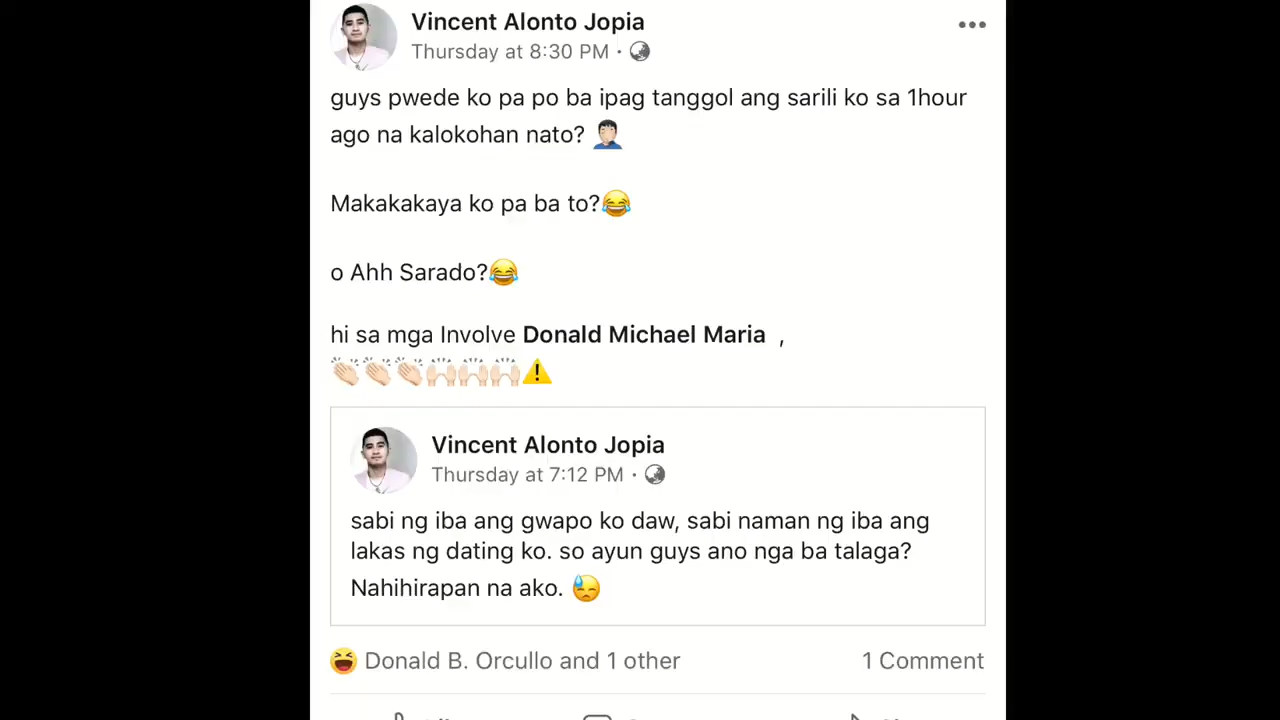 Vincent Alonto Jopia
Thursday at 8:30 PM ·
guys pwede ko pa po ba ipag tanggol ang sarili ko sa 1hour
ago na kalokohan nato? 🤦🏻‍♂️
Makakakaya ko pa ba to?😂
o Ahh Sarado?😂
hi sa mga Involve Donald Michael Maria ,
👏🏻👏🏻👏🏻🙌🏻🙌🏻🙌🏻⚠️
Vincent Alonto Jopia
Thursday at 7:12 PM ·
sabi ng iba ang gwapo ko daw, sabi naman ng iba ang
lakas ng dating ko. so ayun guys ano nga ba talaga?
Nahihirapan na ako. 😓
😆 Donald B. Orcullo and 1 other
1 Comment